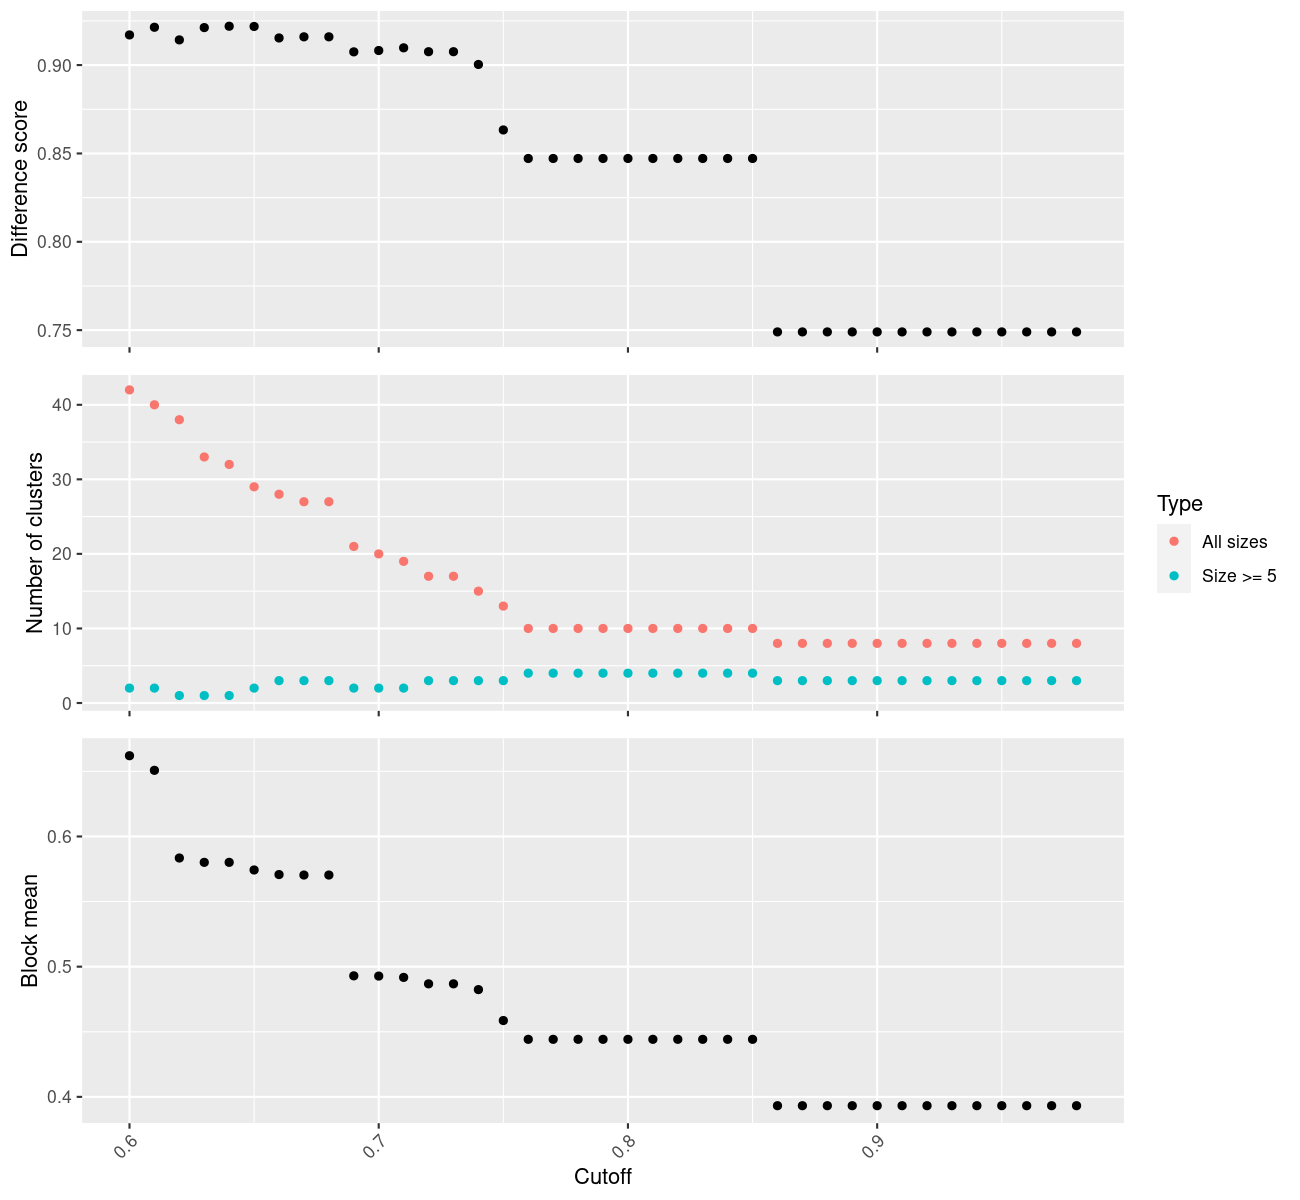 Difference score
0.90
0.85
0.80
0.75
Number of clusters
40
30
20
10
0
Type
All sizes
Size >= 5
Block mean
0.6
0.5
0.4
0.6 0.7 0.8 0.9
Cutoff